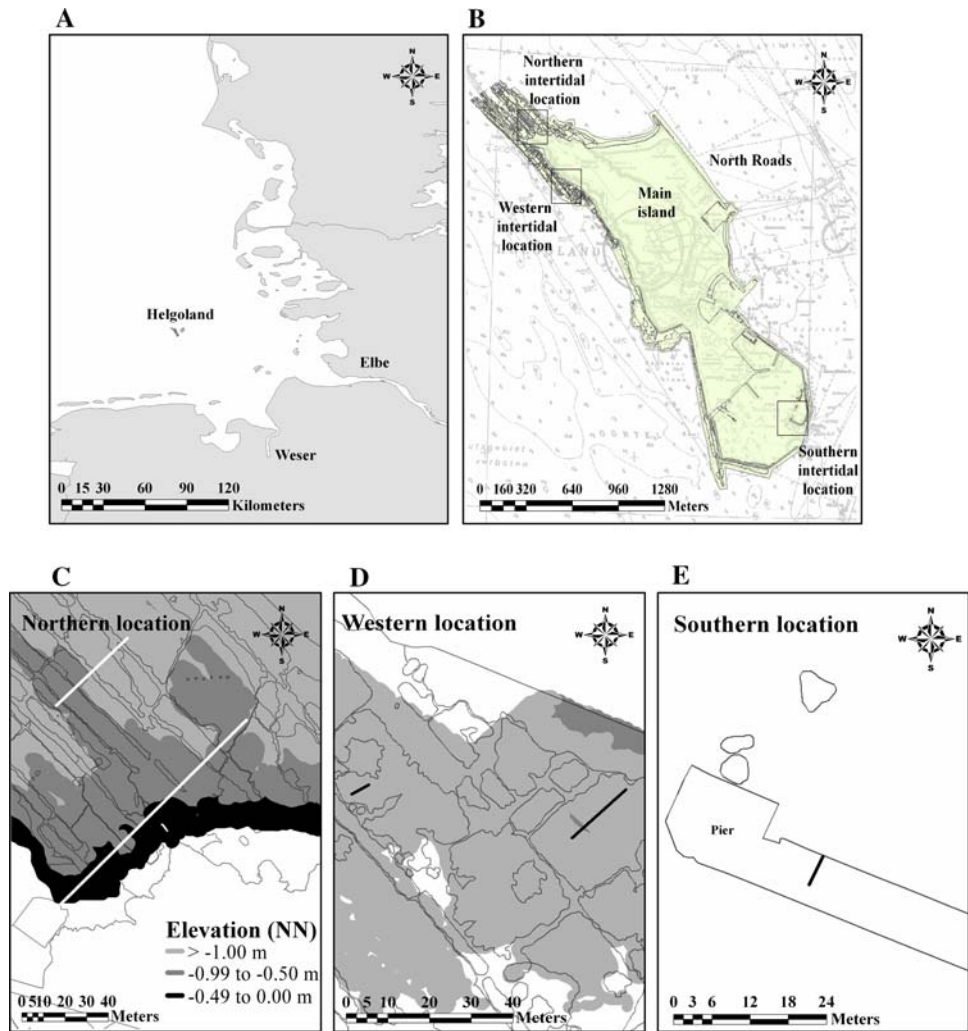 A
N
W E
S
Helgoland
Elbe
Weser
0 15 30 60 90 120
Kilometers
B
N
W E
S
Northern
intertidal
location
North Roads
Main
island
Western
intertidal
location
Southern
intertidal
location
0 160 320 640 960 1280
Meters
C
Northern location
N
W E
S
Elevation (NN)
> -1.00 m
-0.99 to -0.50 m
-0.49 to 0.00 m
0 5 10 20 30 40
Meters
D
Western location
N
W E
S
0 5 10 20 30 40
Meters
E
Southern location
N
W E
S
Pier
0 3 6 12 18 24
Meters